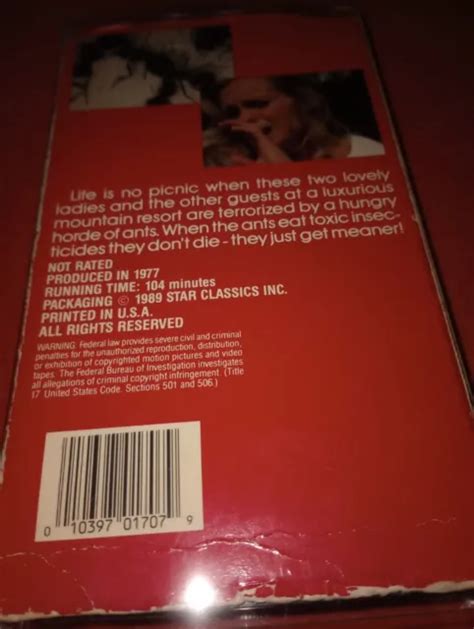 Life is no picnic when these two lovely
ladies and the other guests at a luxurious
mountain resort are terrorized by a hungry
horde of ants. When the ants eat toxic insec-
ticides they don't die - they just get meaner!
NOT RATED
PRODUCED IN 1977
RUNNING TIME: 104 minutes
PACKAGING © 1989 STAR CLASSICS INC.
PRINTED IN U.S.A.
ALL RIGHTS RESERVED
WARNING: Federal law provides severe civil and criminal
penalties for the unauthorized reproduction, distribution,
or exhibition of copyrighted motion pictures and video
tapes. The Federal Bureau of Investigation investigates
all allegations of criminal copyright infringement. (Title
17 United States Code. Sections 501 and 506.)
0 10397 01707 9